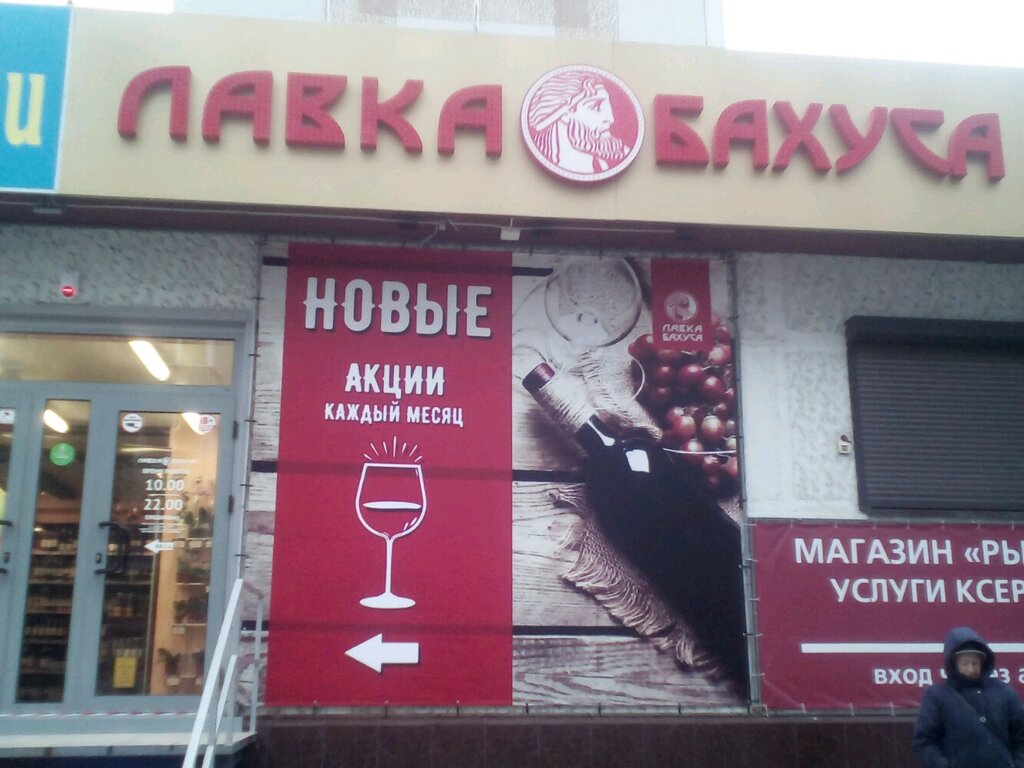 и
ЛАВКА БАХУСА
НОВЫЕ
АКЦИИ
КАЖДЫЙ МЕСЯЦ
ЛАВКА
БАХУСА
10.00
22.00
МАГАЗИН «РЫ
УСЛУГИ КСЕР
ВХОД